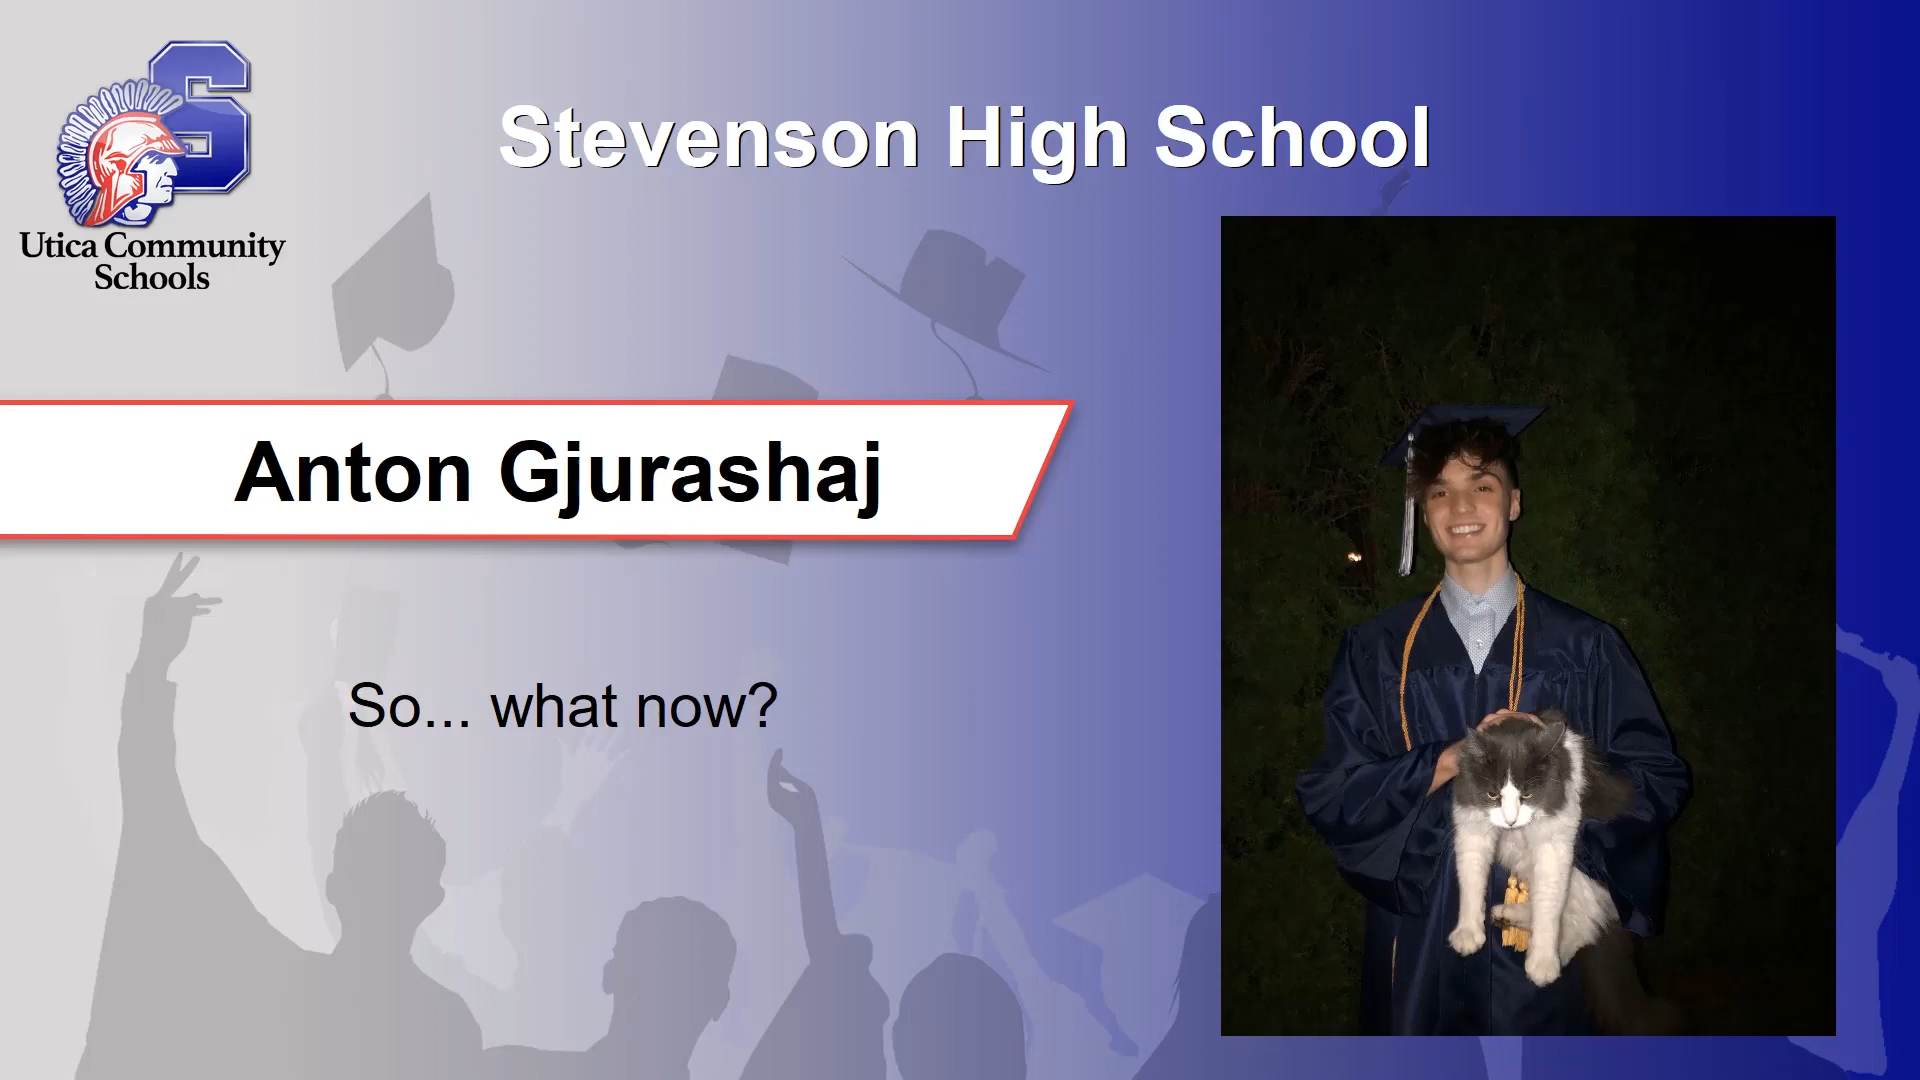 S
Utica Community
Schools
Stevenson High School
Anton Gjurashaj
So... what now?